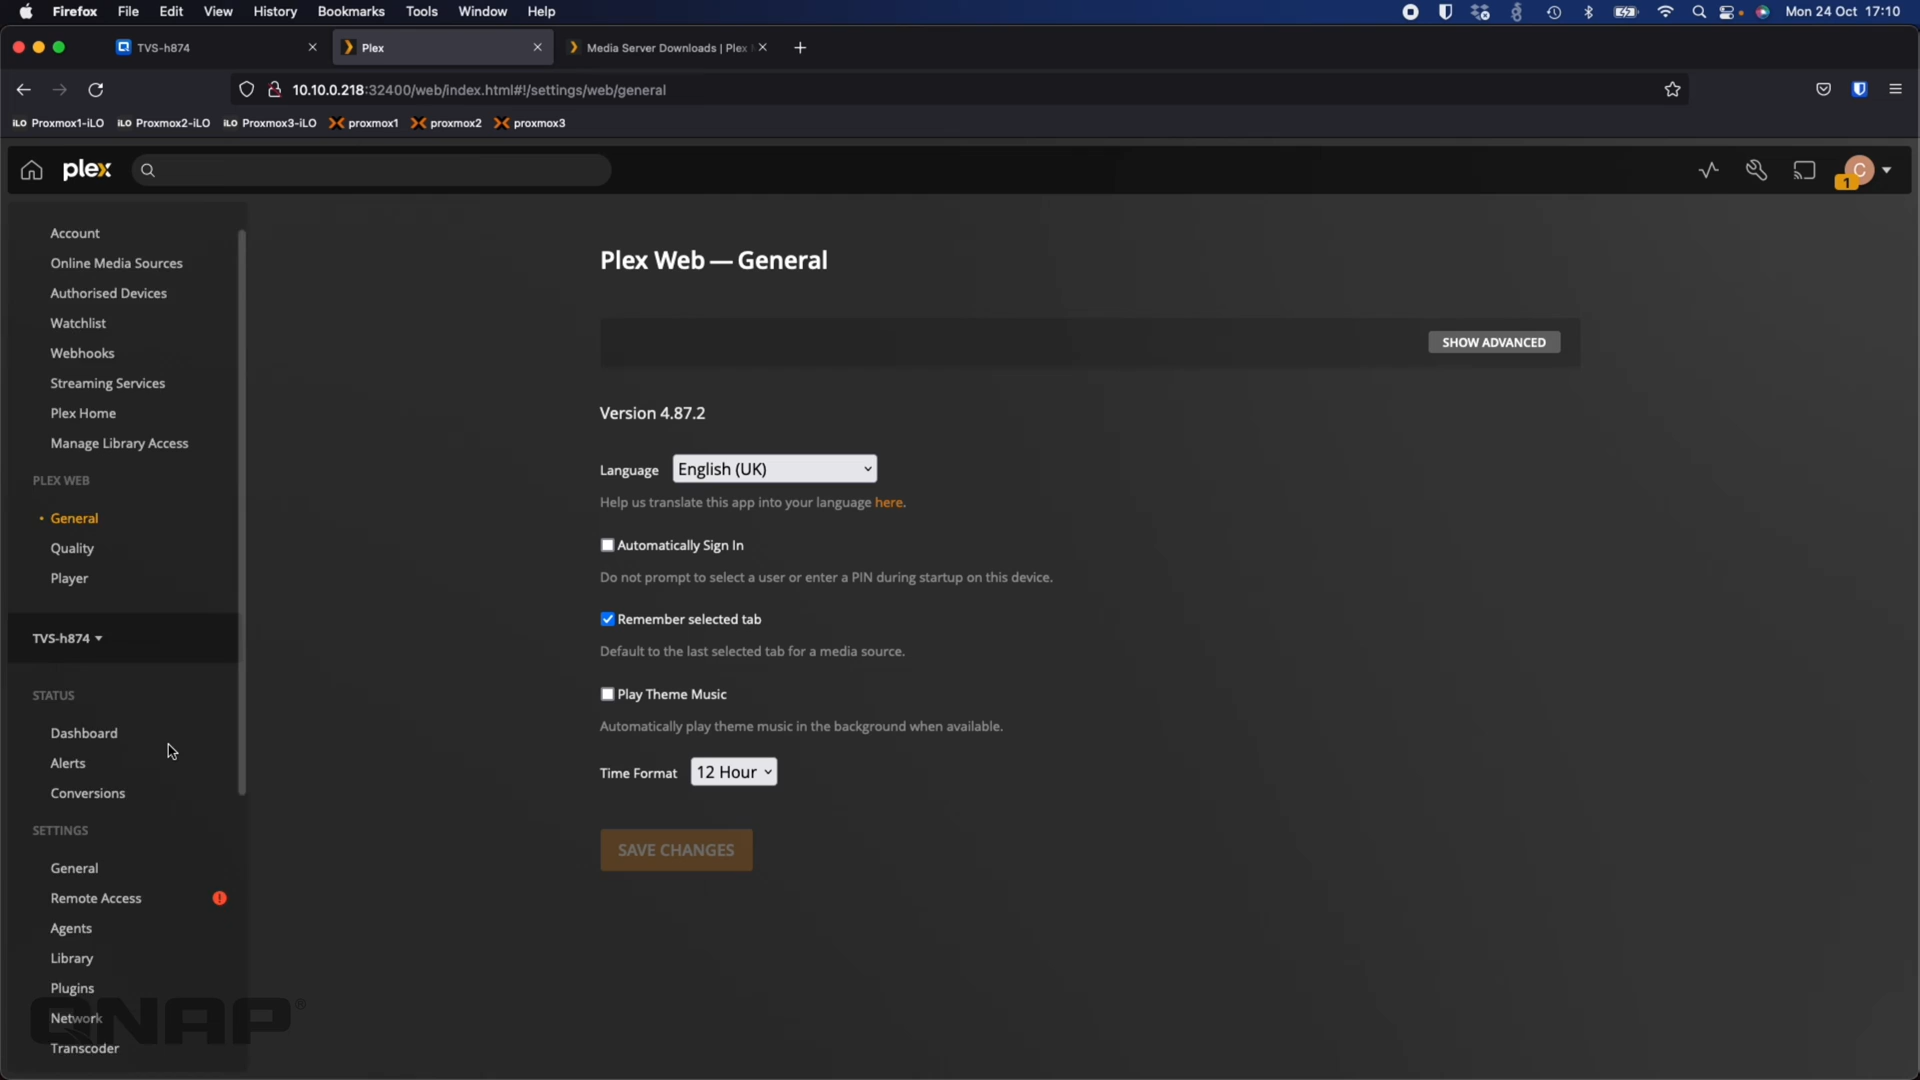 Firefox File Edit View History Bookmarks Tools Window Help Mon 24 Oct 17:10
TVS-h874 Plex Media Server Downloads | Plex
10.10.0.218:32400/web/index.html#!/settings/web/general
iLO Proxmox1-iLO iLO Proxmox2-iLO iLO Proxmox3-iLO proxmox1 proxmox2 proxmox3
plex C 1
Account
Online Media Sources
Authorised Devices
Watchlist
Webhooks
Streaming Services
Plex Home
Manage Library Access
PLEX WEB
General
Quality
Player
TVS-h874
STATUS
Dashboard
Alerts
Conversions
SETTINGS
General
Remote Access !
Agents
Library
Plugins
Network
Transcoder
QNAP®
Plex Web — General
SHOW ADVANCED
Version 4.87.2
Language English (UK)
Help us translate this app into your language here.
Automatically Sign In
Do not prompt to select a user or enter a PIN during startup on this device.
Remember selected tab
Default to the last selected tab for a media source.
Play Theme Music
Automatically play theme music in the background when available.
Time Format 12 Hour
SAVE CHANGES